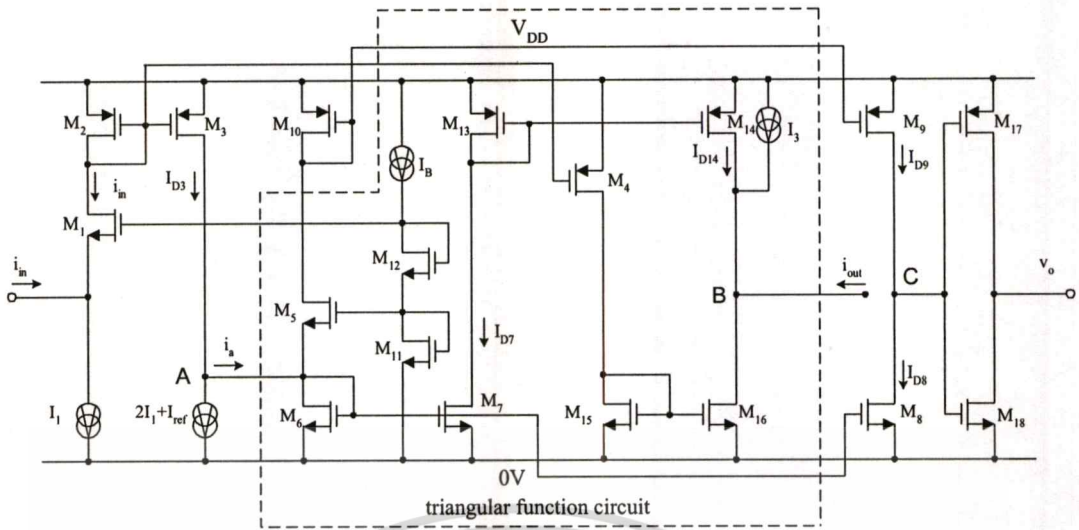 V_DD
M_2
M_3
M_10
M_13
M_14
I_3
M_9
M_17
I_B
i_in
I_D3
M_4
I_D14
I_D9
M_1
M_12
i_in
M_5
B
i_out
C
v_o
M_11
I_D7
A
i_a
I_D8
I_1
2I_1+I_ref
M_6
M_7
M_15
M_16
M_8
M_18
0V
triangular function circuit